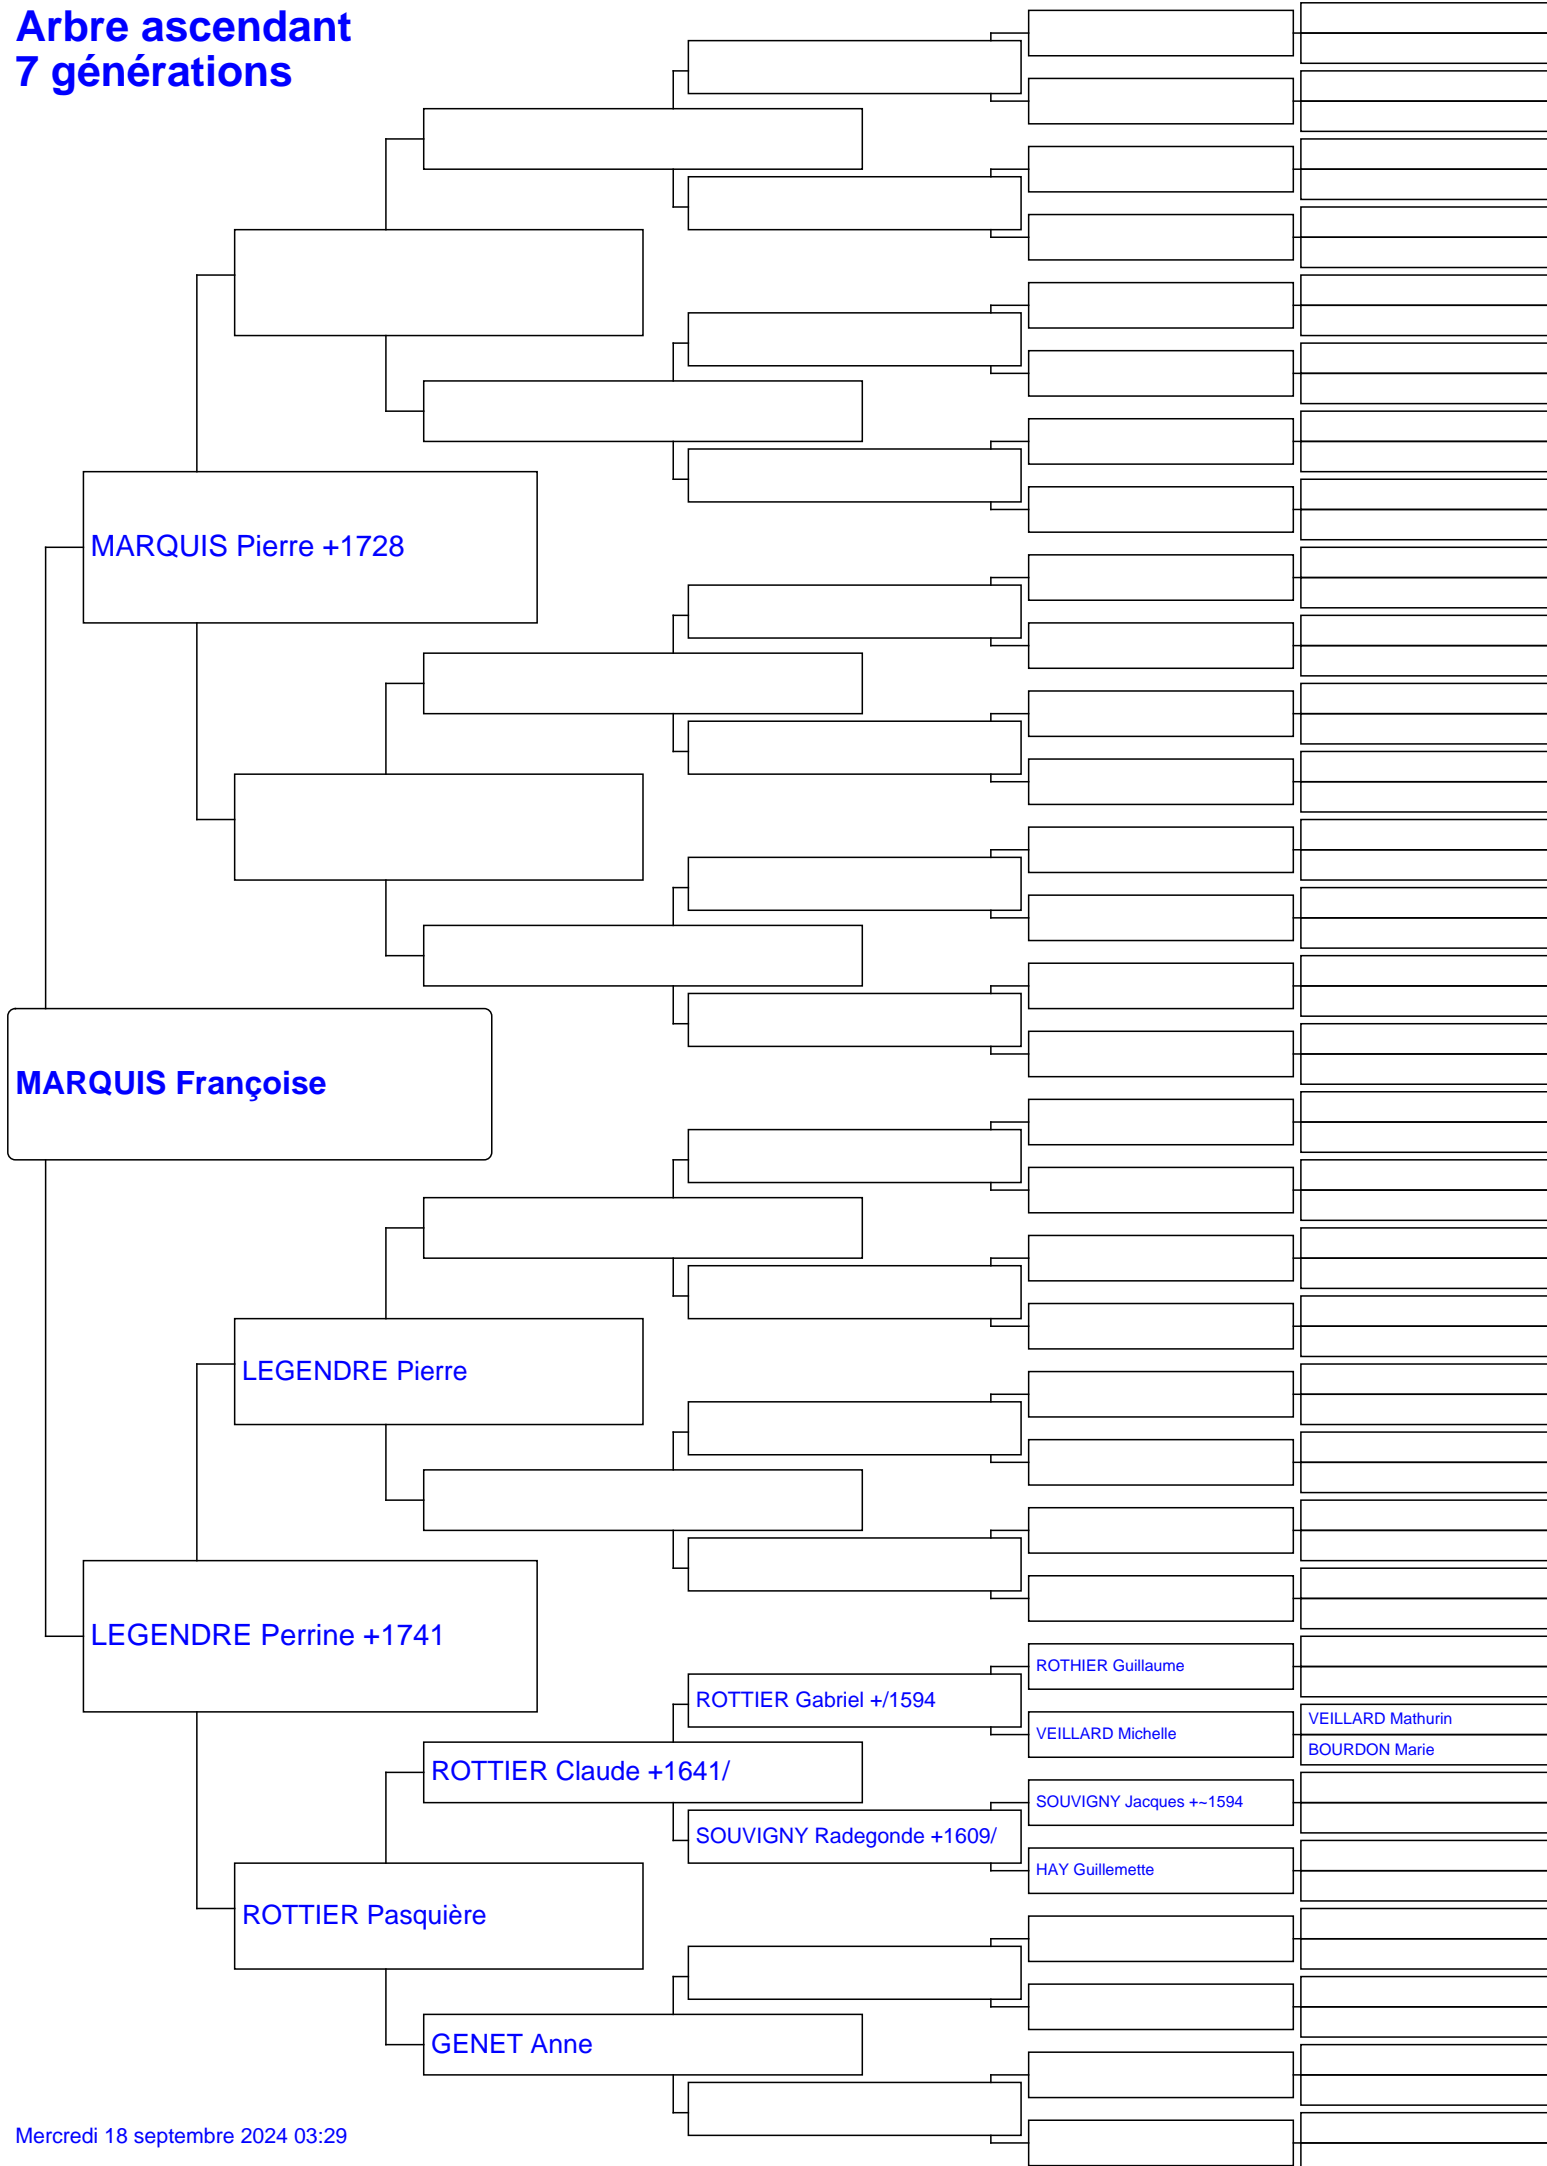 Arbre ascendant
7 générations
MARQUIS Pierre +1728
MARQUIS Françoise
LEGENDRE Pierre
LEGENDRE Perrine +1741
ROTHIER Guillaume
ROTTIER Gabriel +/1594
VEILLARD Mathurin
VEILLARD Michelle
BOURDON Marie
ROTTIER Claude +1641/
SOUVIGNY Jacques +~1594
SOUVIGNY Radegonde +1609/
HAY Guillemette
ROTTIER Pasquière
GENET Anne
Mercredi 18 septembre 2024 03:29